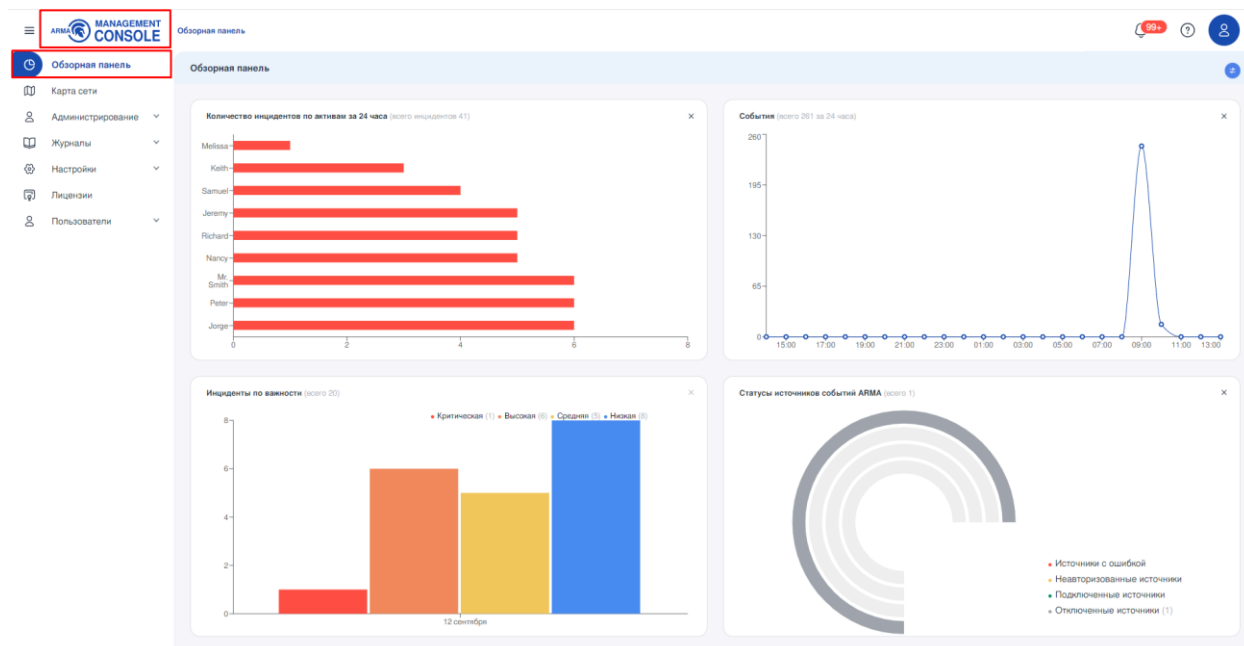 ARMA MANAGEMENT CONSOLE
Обзорная панель
99+
Обзорная панель
Карта сети
Администрирование
Журналы
Настройки
Лицензии
Пользователи
Обзорная панель
Количество инцидентов по активам за 24 часа (всего инцидентов 41)
Melissa
Keith
Samuel
Jeremy
Richard
Nancy
Mr. Smith
Peter
Jorge
0 2 4 6 8
События (всего 261 за 24 часа)
260
195
130
65
0
15:00 17:00 19:00 21:00 23:00 01:00 03:00 05:00 07:00 09:00 11:00 13:00
Инциденты по важности (всего 20)
Критическая (1) Высокая (6) Средняя (5) Низкая (8)
8
6
4
2
0
12 сентября
Статусы источников событий ARMA (всего 1)
Источники с ошибкой
Неавторизованные источники
Подключенные источники
Отключенные источники (1)